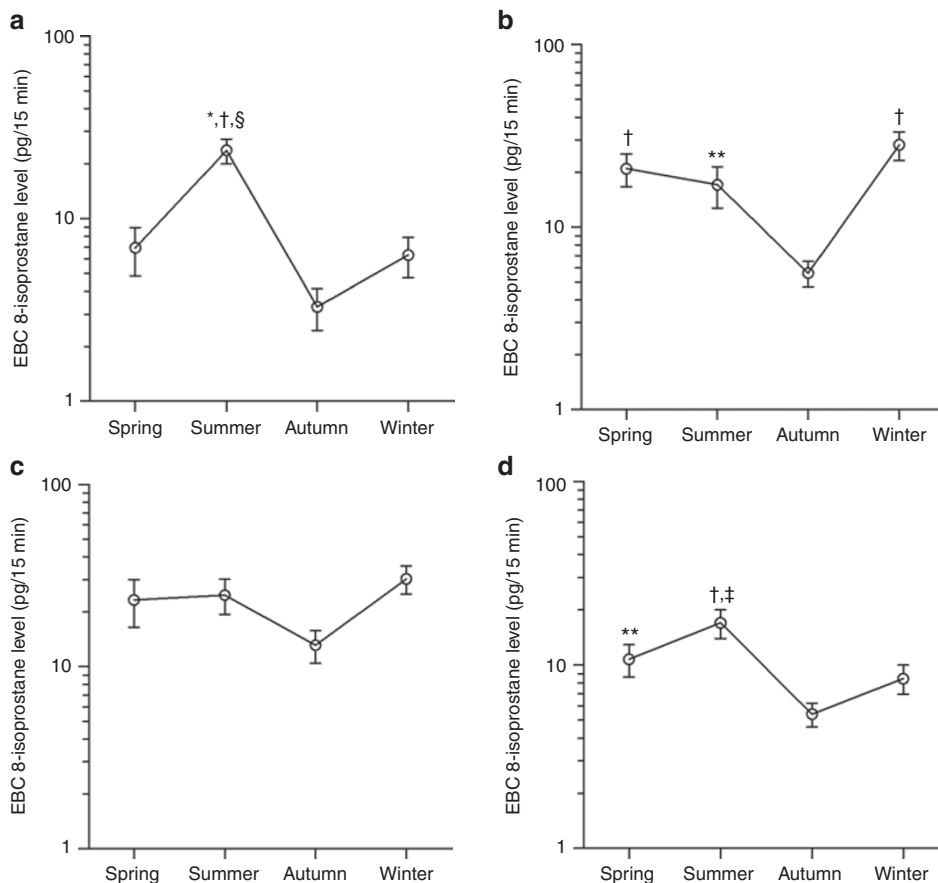 a
EBC 8-isoprostane level (pg/15 min)
100
10
1
*,†,§
Spring Summer Autumn Winter
b
EBC 8-isoprostane level (pg/15 min)
100
10
1
†
**
†
Spring Summer Autumn Winter
c
EBC 8-isoprostane level (pg/15 min)
100
10
1
Spring Summer Autumn Winter
d
EBC 8-isoprostane level (pg/15 min)
100
10
1
**
†,‡
Spring Summer Autumn Winter